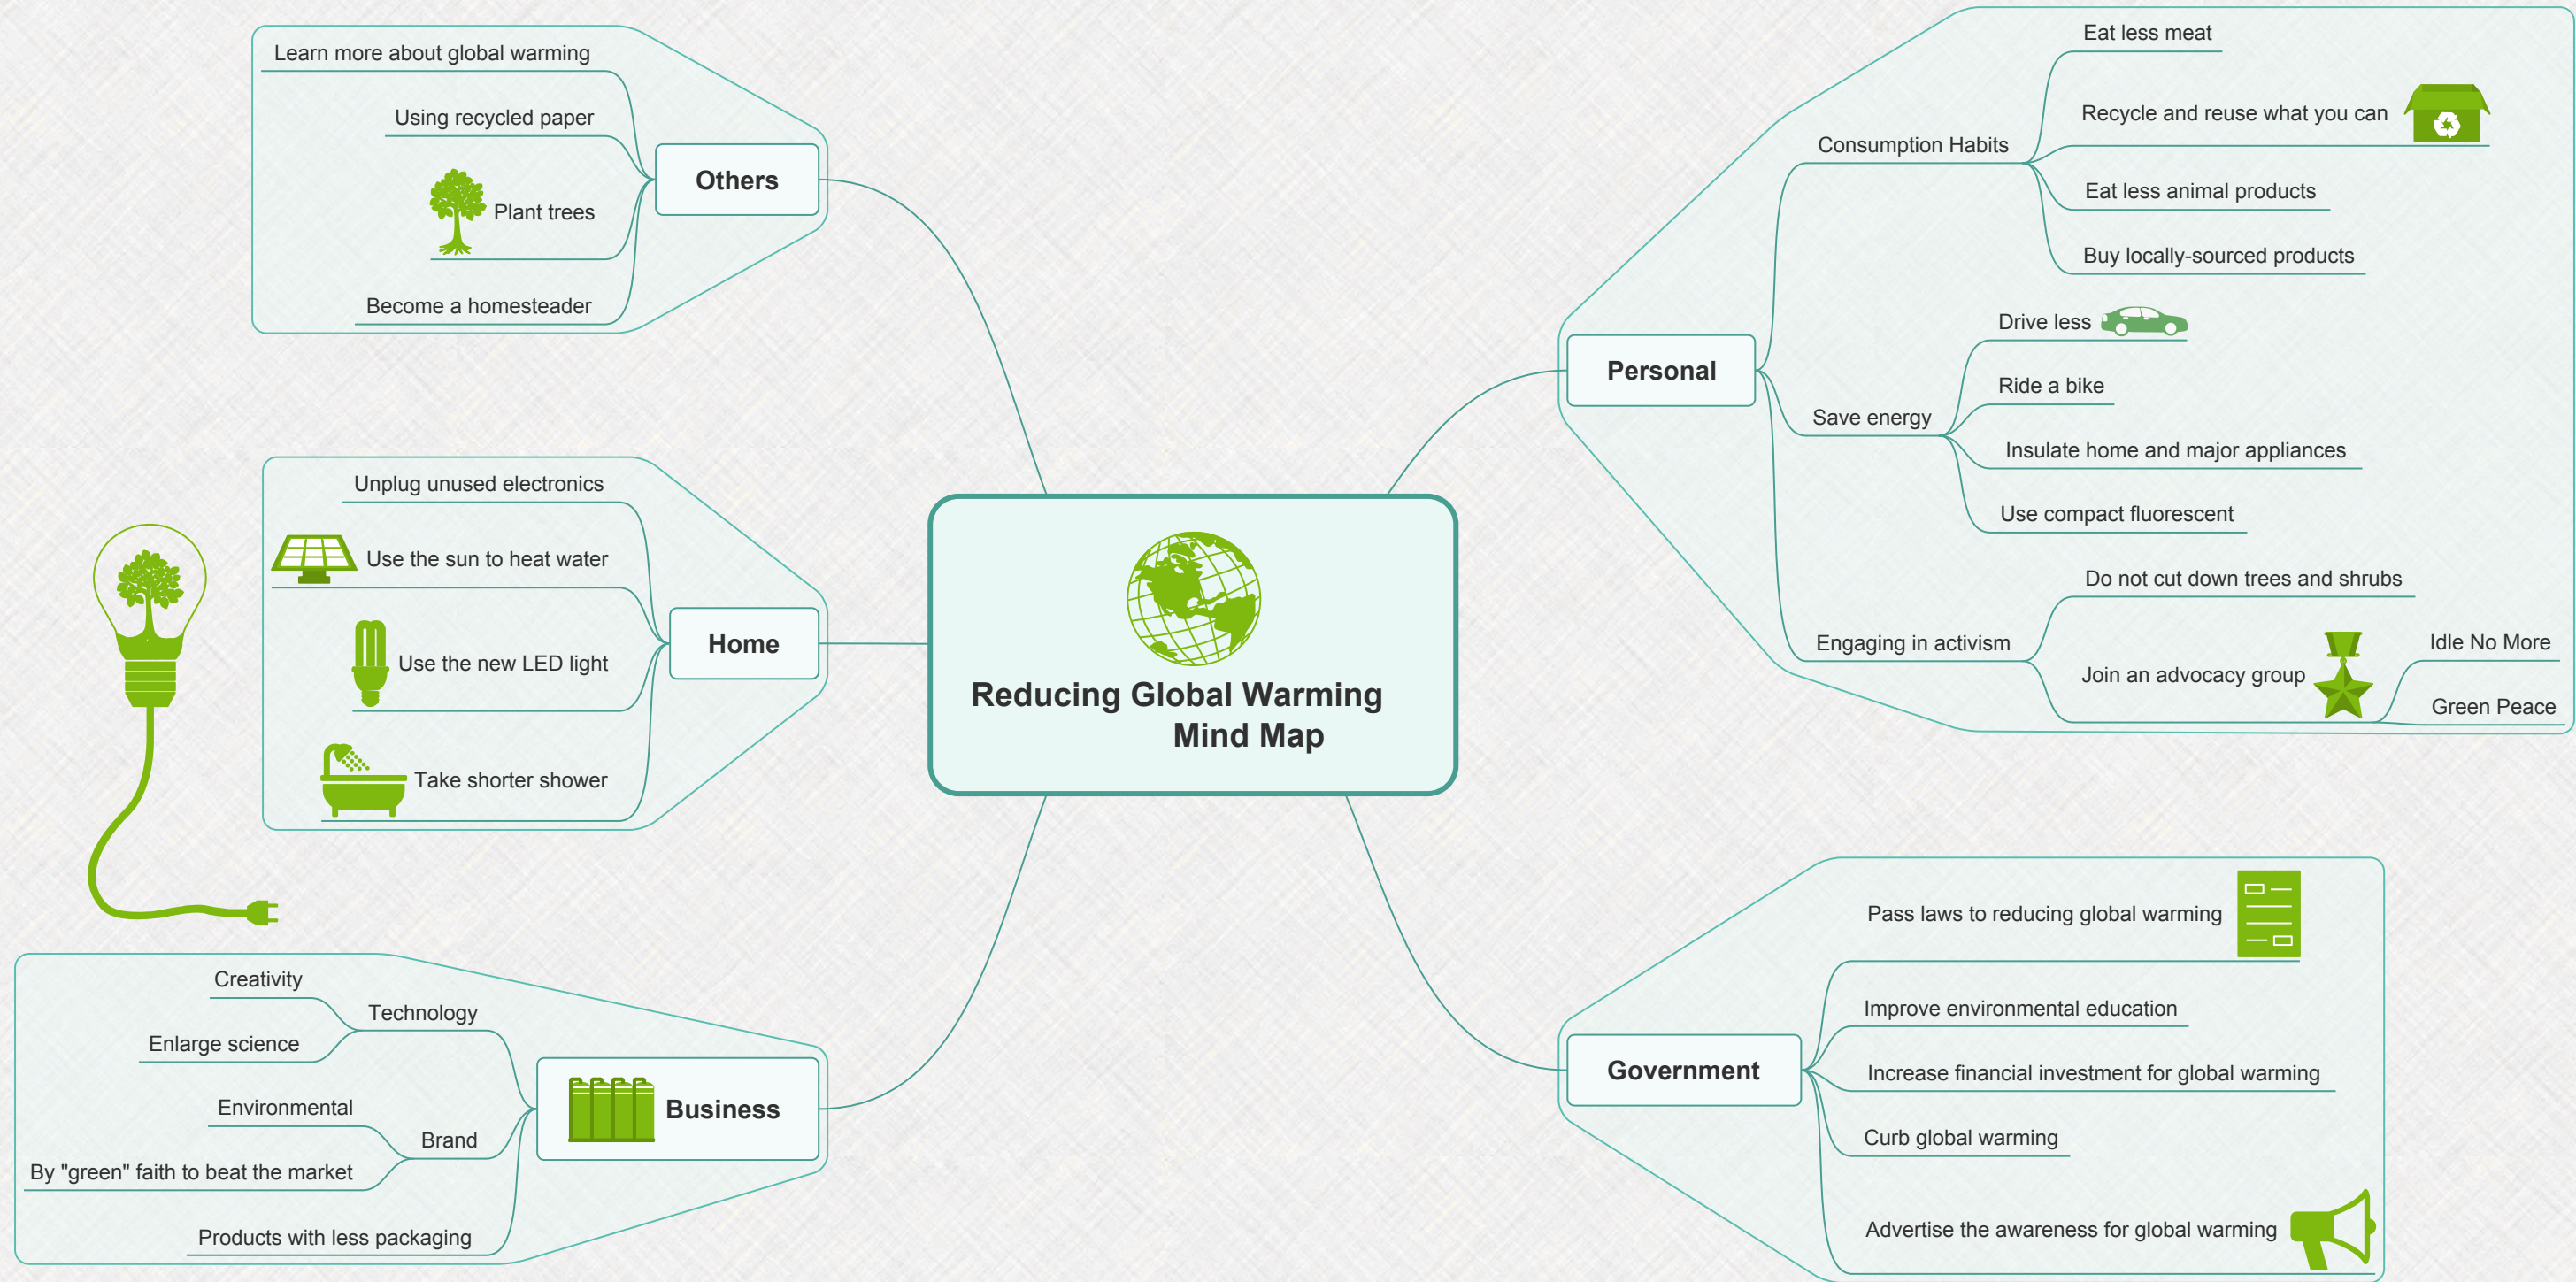 Reducing Global Warming
Mind Map
Others
Learn more about global warming
Using recycled paper
Plant trees
Become a homesteader
Home
Unplug unused electronics
Use the sun to heat water
Use the new LED light
Take shorter shower
Business
Technology
Creativity
Enlarge science
Brand
Environmental
By "green" faith to beat the market
Products with less packaging
Personal
Consumption Habits
Eat less meat
Recycle and reuse what you can
Eat less animal products
Buy locally-sourced products
Save energy
Drive less
Ride a bike
Insulate home and major appliances
Use compact fluorescent
Engaging in activism
Do not cut down trees and shrubs
Join an advocacy group
Idle No More
Green Peace
Government
Pass laws to reducing global warming
Improve environmental education
Increase financial investment for global warming
Curb global warming
Advertise the awareness for global warming